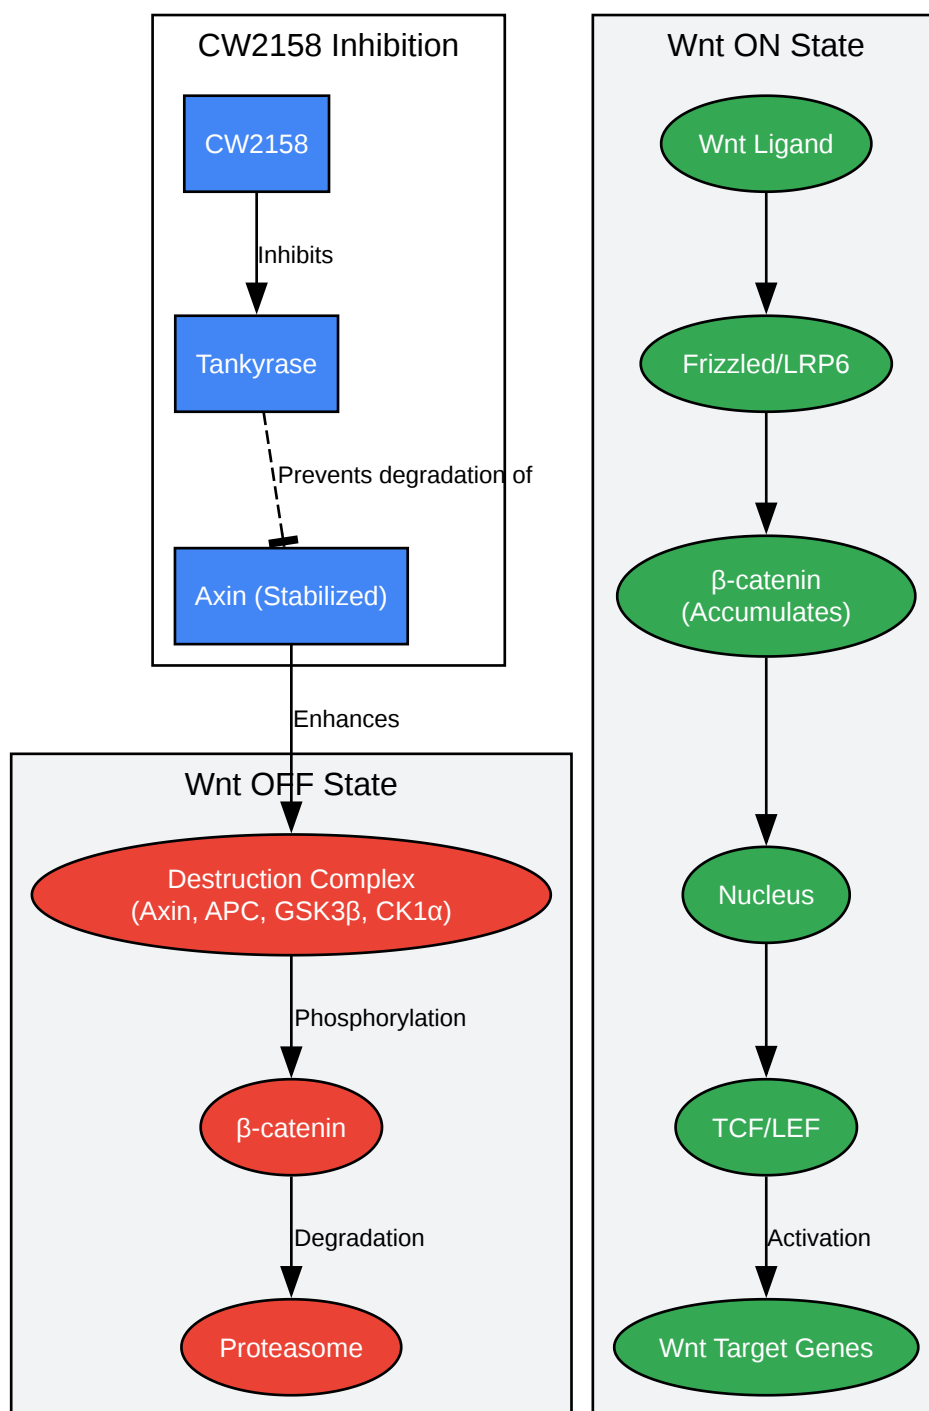 CW2158 Inhibition
CW2158
Inhibits
Tankyrase
Prevents degradation of
Axin (Stabilized)
Enhances
Wnt OFF State
Destruction Complex
(Axin, APC, GSK3β, CK1α)
Phosphorylation
β-catenin
Degradation
Proteasome
Wnt ON State
Wnt Ligand
Frizzled/LRP6
β-catenin
(Accumulates)
Nucleus
TCF/LEF
Activation
Wnt Target Genes